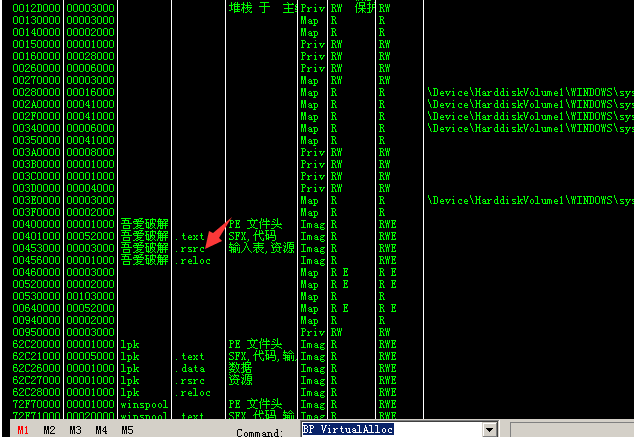 0012D000 00003000 堆栈 于 主线 Priv RW 保护 RW
00130000 00003000 Map R R
00140000 00002000 Map R R
00150000 00001000 Priv RW RW
00160000 00028000 Priv RW RW
00260000 00006000 Priv RW RW
00270000 00003000 Map RW RW
00280000 00016000 Map R R \Device\HarddiskVolume1\WINDOWS\sys
002A0000 00041000 Map R R \Device\HarddiskVolume1\WINDOWS\sys
002F0000 00041000 Map R R \Device\HarddiskVolume1\WINDOWS\sys
00340000 00006000 Map R R \Device\HarddiskVolume1\WINDOWS\sys
00350000 00041000 Map R R
003A0000 00008000 Priv RW RW
003B0000 00001000 Priv RW RW
003C0000 00001000 Priv RW RW
003D0000 00004000 Priv RW RW
003E0000 00003000 Map R R \Device\HarddiskVolume1\WINDOWS\sys
003F0000 00002000 Map R R
00400000 00001000 吾爱破解 PE 文件头 Imag R RWE
00401000 00052000 吾爱破解 .text SFX,代码 Imag R RWE
00453000 00003000 吾爱破解 .rsrc 输入表,资源 Imag R RWE
00456000 00001000 吾爱破解 .reloc Imag R RWE
00460000 00003000 Map R E R E
00520000 00002000 Map R E R E
00530000 00103000 Map R R
00640000 00052000 Map R E R E
00940000 00002000 Map R R
00950000 00003000 Priv RW RW
62C20000 00001000 lpk PE 文件头 Imag R RWE
62C21000 00005000 lpk .text SFX,代码,输 Imag R RWE
62C26000 00001000 lpk .data 数据 Imag R RWE
62C27000 00001000 lpk .rsrc 资源 Imag R RWE
62C28000 00001000 lpk .reloc Imag R RWE
72F70000 00001000 winspool PE 文件头 Imag R RWE
72F71000 00020000 winspool .text SFX,代码,输 Imag R RWE
M1 M2 M3 M4 M5 Command: BP VirtualAlloc